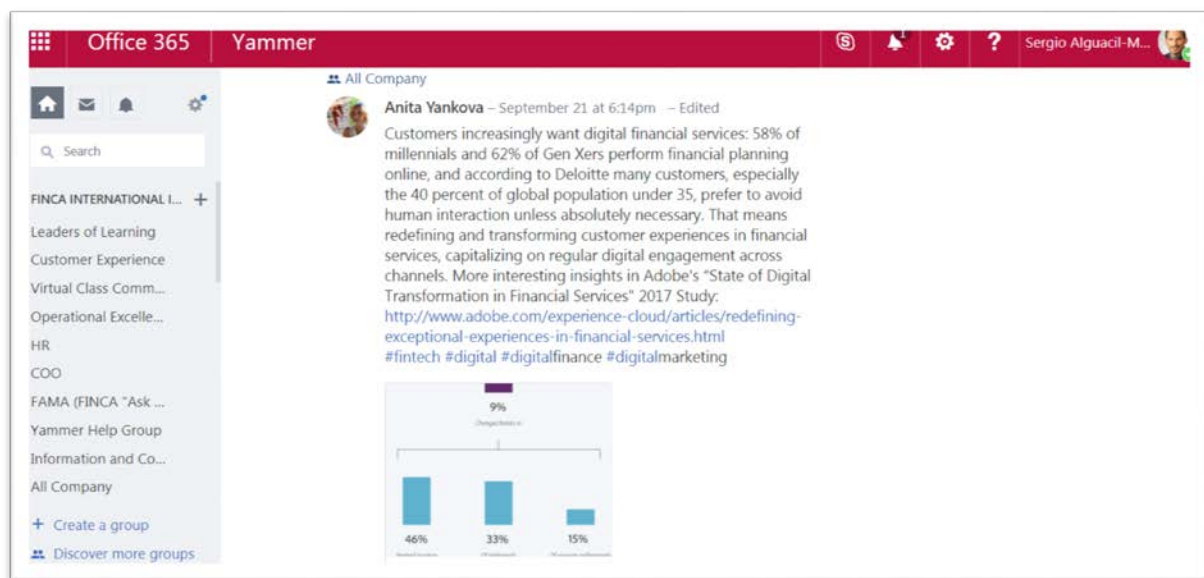 Office 365
Yammer
1
Sergio Alguacil-M...
Search
FINCA INTERNATIONAL I...
Leaders of Learning
Customer Experience
Virtual Class Comm...
Operational Excelle...
HR
COO
FAMA (FINCA "Ask ...
Yammer Help Group
Information and Co...
All Company
+ Create a group
Discover more groups
All Company
Anita Yankova – September 21 at 6:14pm – Edited
Customers increasingly want digital financial services: 58% of
millennials and 62% of Gen Xers perform financial planning
online, and according to Deloitte many customers, especially
the 40 percent of global population under 35, prefer to avoid
human interaction unless absolutely necessary. That means
redefining and transforming customer experiences in financial
services, capitalizing on regular digital engagement across
channels. More interesting insights in Adobe's “State of Digital
Transformation in Financial Services” 2017 Study:
http://www.adobe.com/experience-cloud/articles/redefining-
exceptional-experiences-in-financial-services.html
#fintech #digital #digitalfinance #digitalmarketing
9%
46%
33%
15%